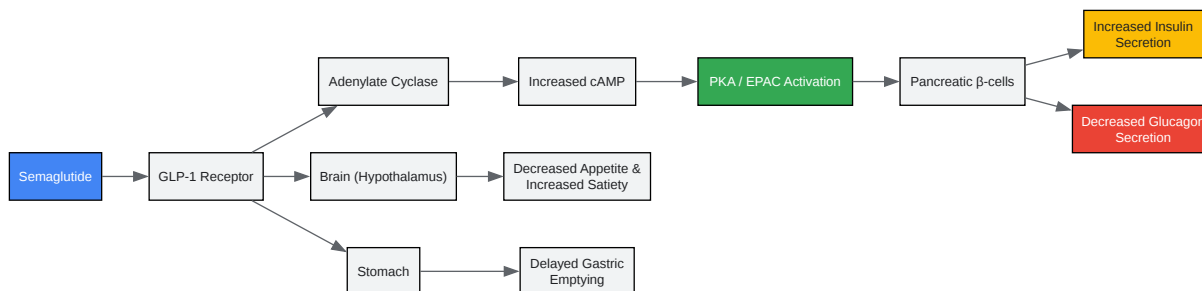 Increased Insulin
Secretion
Adenylate Cyclase
Increased cAMP
PKA / EPAC Activation
Pancreatic β-cells
Decreased Glucagon
Secretion
Semaglutide
GLP-1 Receptor
Brain (Hypothalamus)
Decreased Appetite &
Increased Satiety
Stomach
Delayed Gastric
Emptying